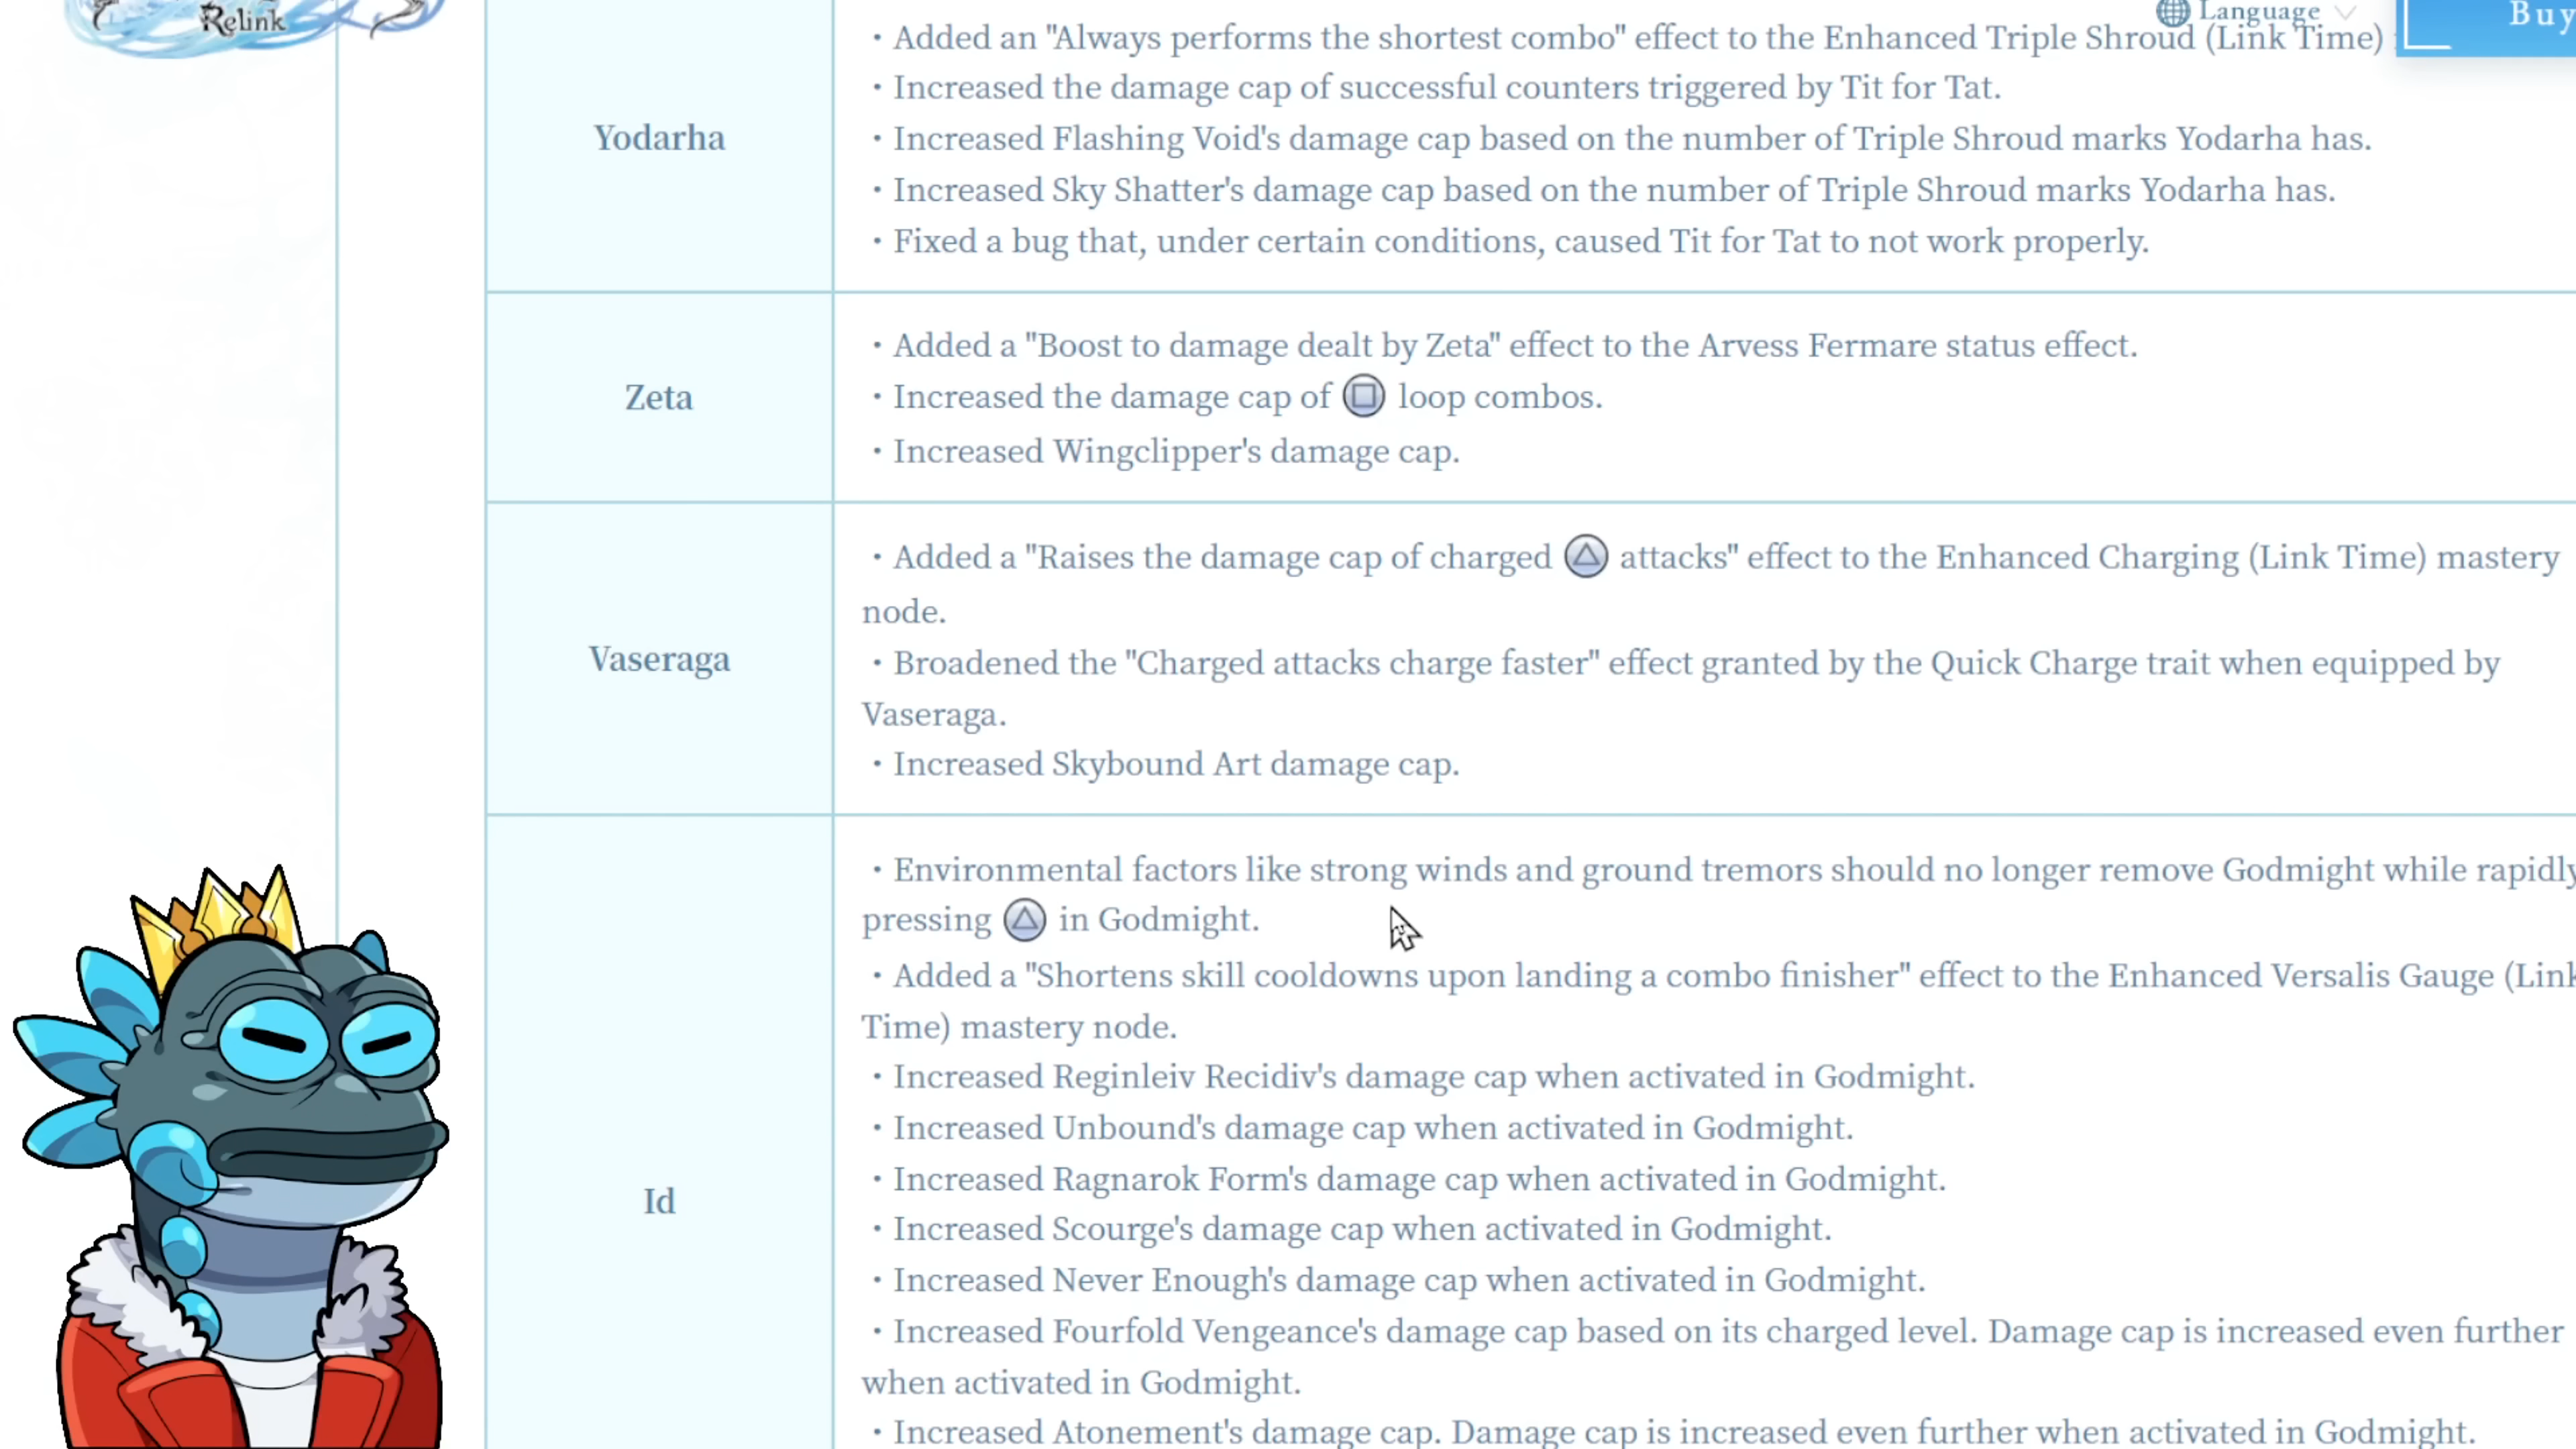 Relink
Language
Buy
Yodarha
・Added an "Always performs the shortest combo" effect to the Enhanced Triple Shroud (Link Time)
・Increased the damage cap of successful counters triggered by Tit for Tat.
・Increased Flashing Void's damage cap based on the number of Triple Shroud marks Yodarha has.
・Increased Sky Shatter's damage cap based on the number of Triple Shroud marks Yodarha has.
・Fixed a bug that, under certain conditions, caused Tit for Tat to not work properly.
Zeta
・Added a "Boost to damage dealt by Zeta" effect to the Arvess Fermare status effect.
・Increased the damage cap of loop combos.
・Increased Wingclipper's damage cap.
Vaseraga
・Added a "Raises the damage cap of charged attacks" effect to the Enhanced Charging (Link Time) mastery
node.
・Broadened the "Charged attacks charge faster" effect granted by the Quick Charge trait when equipped by
Vaseraga.
・Increased Skybound Art damage cap.
Id
・Environmental factors like strong winds and ground tremors should no longer remove Godmight while rapidly
pressing in Godmight.
・Added a "Shortens skill cooldowns upon landing a combo finisher" effect to the Enhanced Versalis Gauge (Link
Time) mastery node.
・Increased Reginleiv Recidiv's damage cap when activated in Godmight.
・Increased Unbound's damage cap when activated in Godmight.
・Increased Ragnarok Form's damage cap when activated in Godmight.
・Increased Scourge's damage cap when activated in Godmight.
・Increased Never Enough's damage cap when activated in Godmight.
・Increased Fourfold Vengeance's damage cap based on its charged level. Damage cap is increased even further
when activated in Godmight.
・Increased Atonement's damage cap. Damage cap is increased even further when activated in Godmight.